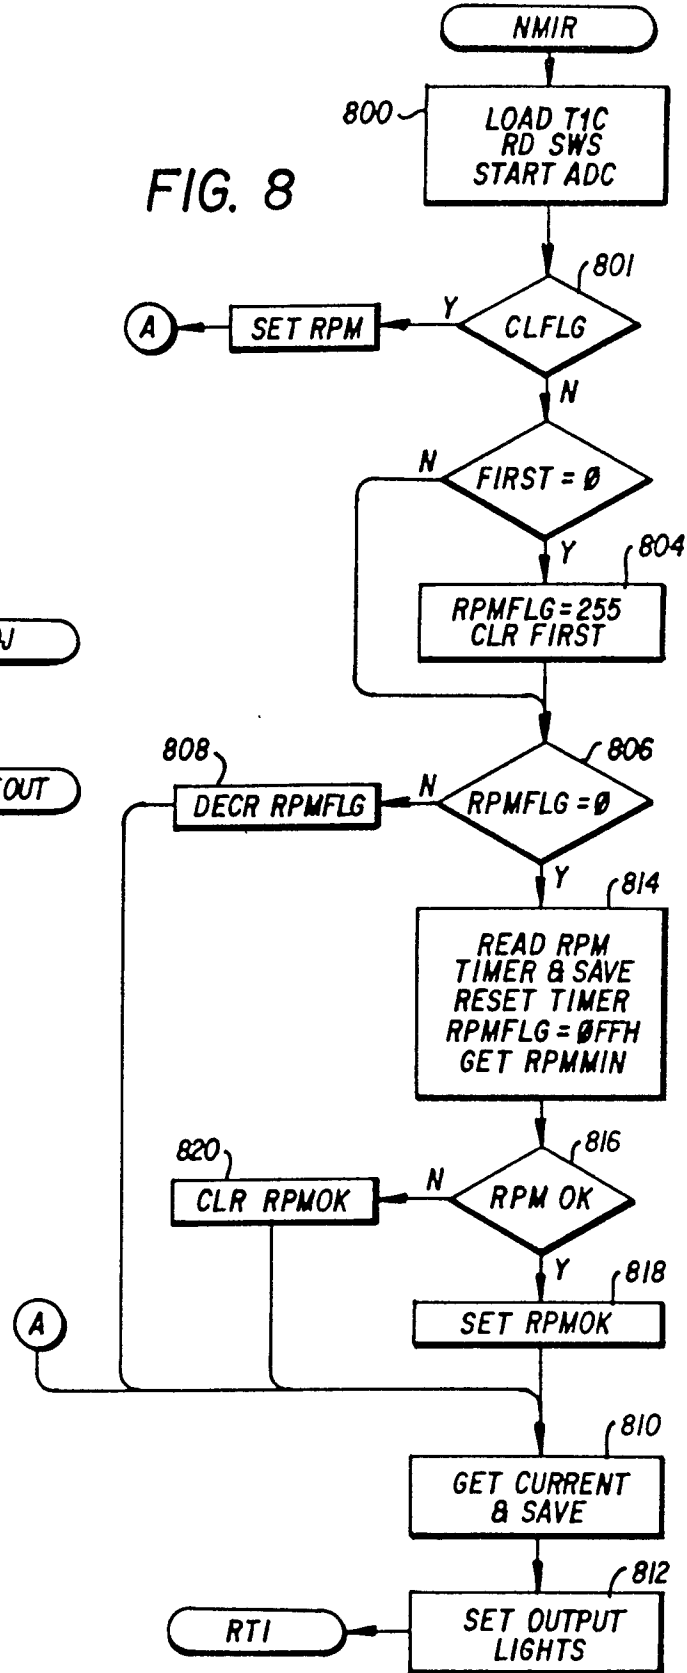 NMIR
800
LOAD T1C
RD SWS
START ADC
FIG. 8
801
A
SET RPM
Y
CLFLG
N
N
FIRST = Ø
Y
804
RPMFLG = 255
CLR FIRST
OJ
808
806
OUT
DECR RPMFLG
N
RPMFLG = Ø
Y
814
READ RPM
TIMER & SAVE
RESET TIMER
RPMFLG = ØFFH
GET RPMMIN
820
816
CLR RPMOK
N
RPM OK
Y
818
A
SET RPMOK
810
GET CURRENT
& SAVE
812
RTI
SET OUTPUT
LIGHTS